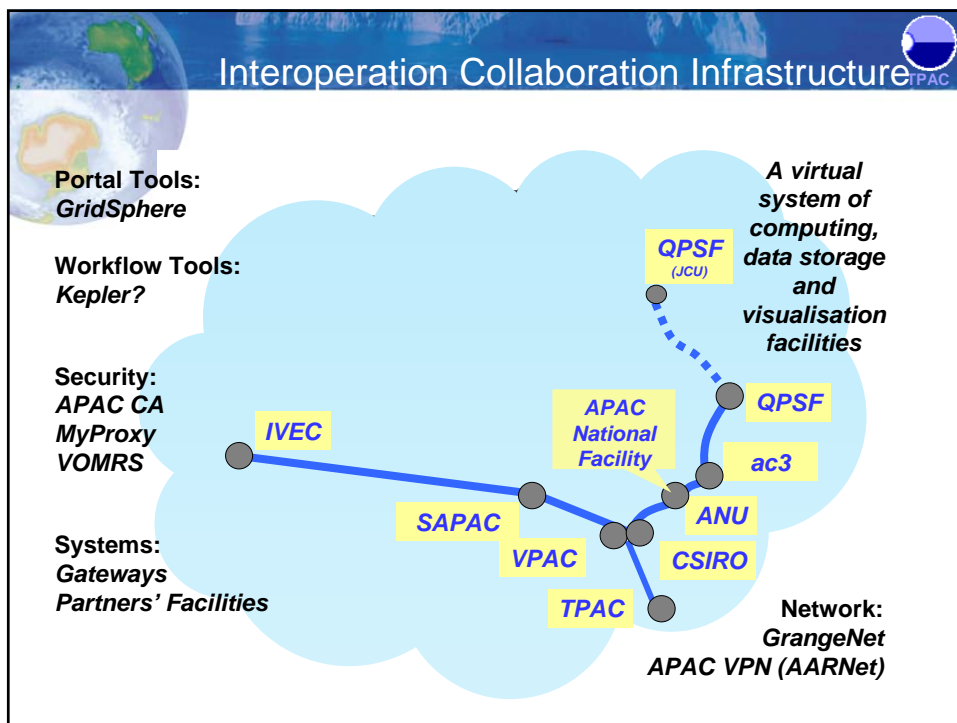 Interoperation Collaboration Infrastructure
TPAC
Portal Tools:
GridSphere
Workflow Tools:
Kepler?
Security:
APAC CA
MyProxy
VOMRS
Systems:
Gateways
Partners' Facilities
A virtual
system of
computing,
data storage
and
visualisation
facilities
QPSF
(JCU)
QPSF
APAC
National
Facility
ac3
IVEC
ANU
SAPAC
VPAC
CSIRO
TPAC
Network:
GrangeNet
APAC VPN (AARNet)